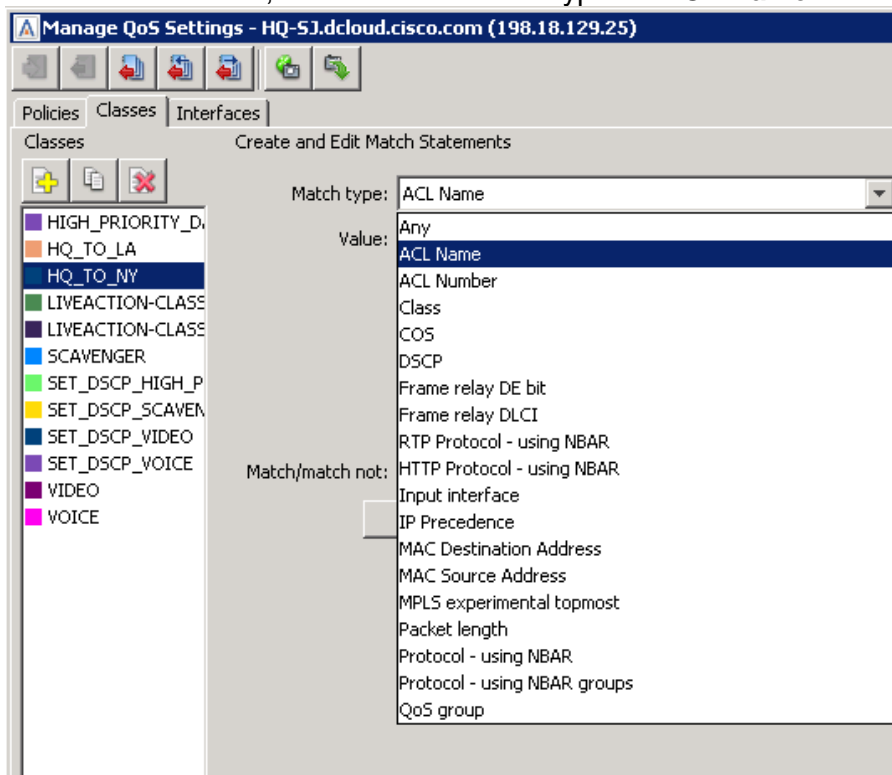 Manage QoS Settings - HQ-SJ.dcloud.cisco.com (198.18.129.25)
Policies Classes Interfaces
Classes
Create and Edit Match Statements
Match type: ACL Name
Value:
Match/match not:
HIGH_PRIORITY_D
HQ_TO_LA
HQ_TO_NY
LIVEACTION-CLASS
LIVEACTION-CLASS
SCAVENGER
SET_DSCP_HIGH_P
SET_DSCP_SCAVEN
SET_DSCP_VIDEO
SET_DSCP_VOICE
VIDEO
VOICE
Any
ACL Name
ACL Number
Class
COS
DSCP
Frame relay DE bit
Frame relay DLCI
RTP Protocol - using NBAR
HTTP Protocol - using NBAR
Input interface
IP Precedence
MAC Destination Address
MAC Source Address
MPLS experimental topmost
Packet length
Protocol - using NBAR
Protocol - using NBAR groups
QoS group